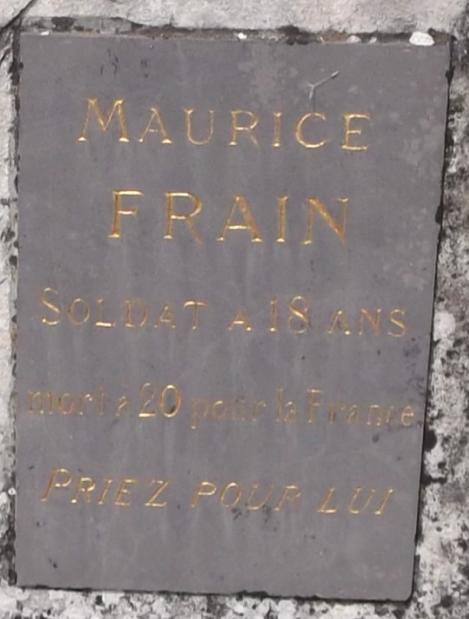 MAURICE
FRAIN
SOLDAT A 18 ANS
mort à 20 pour la France
PRIEZ POUR LUI